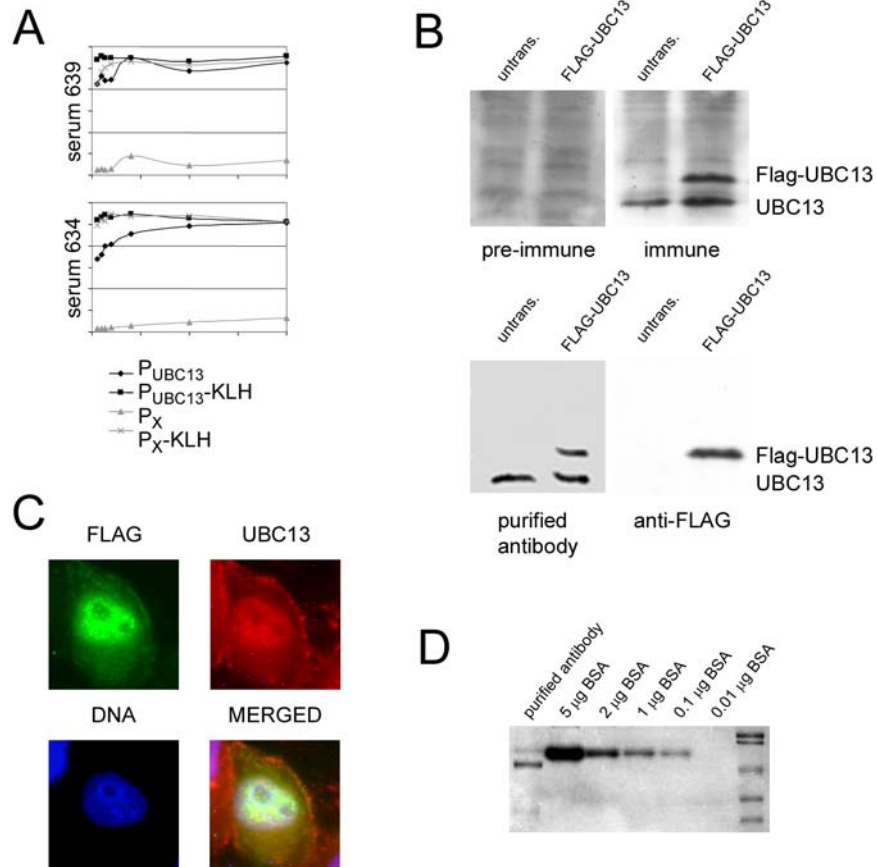 A
serum 639
serum 634
P_UBC13
P_UBC13-KLH
P_X
P_X-KLH
B
untrans.
FLAG-UBC13
untrans.
FLAG-UBC13
Flag-UBC13
UBC13
pre-immune
immune
untrans.
FLAG-UBC13
untrans.
FLAG-UBC13
Flag-UBC13
UBC13
purified
antibody
anti-FLAG
C
FLAG
UBC13
DNA
MERGED
D
purified antibody
5 µg BSA
2 µg BSA
1 µg BSA
0.1 µg BSA
0.01 µg BSA